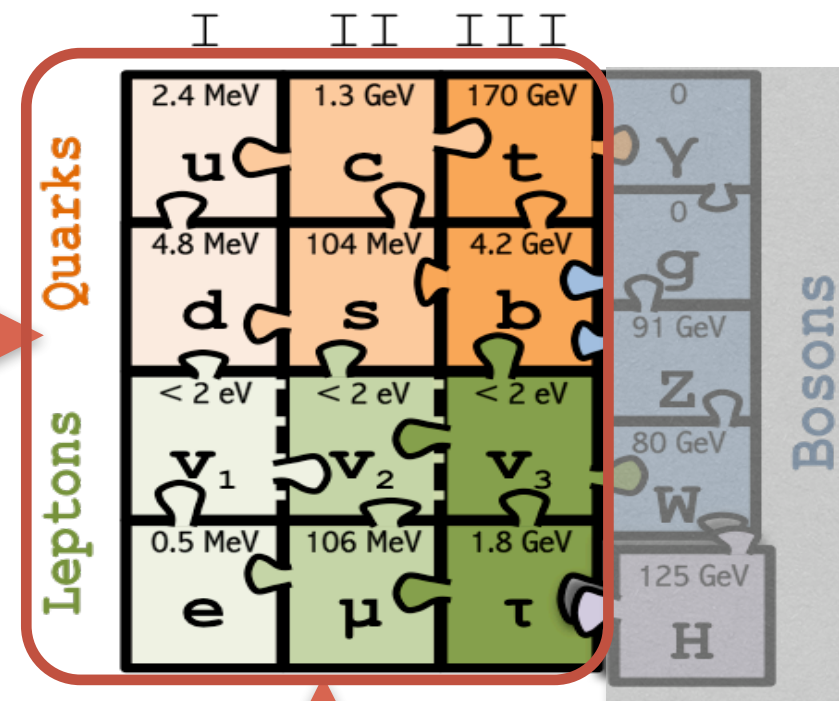 I II III
Quarks
2.4 MeV 1.3 GeV 170 GeV 0
u c t γ
4.8 MeV 104 MeV 4.2 GeV 0
d s b g
Leptons
< 2 eV < 2 eV < 2 eV 91 GeV
ν₁ ν₂ ν₃ Z
0.5 MeV 106 MeV 1.8 GeV 80 GeV
e μ τ W
125 GeV
H
Bosons